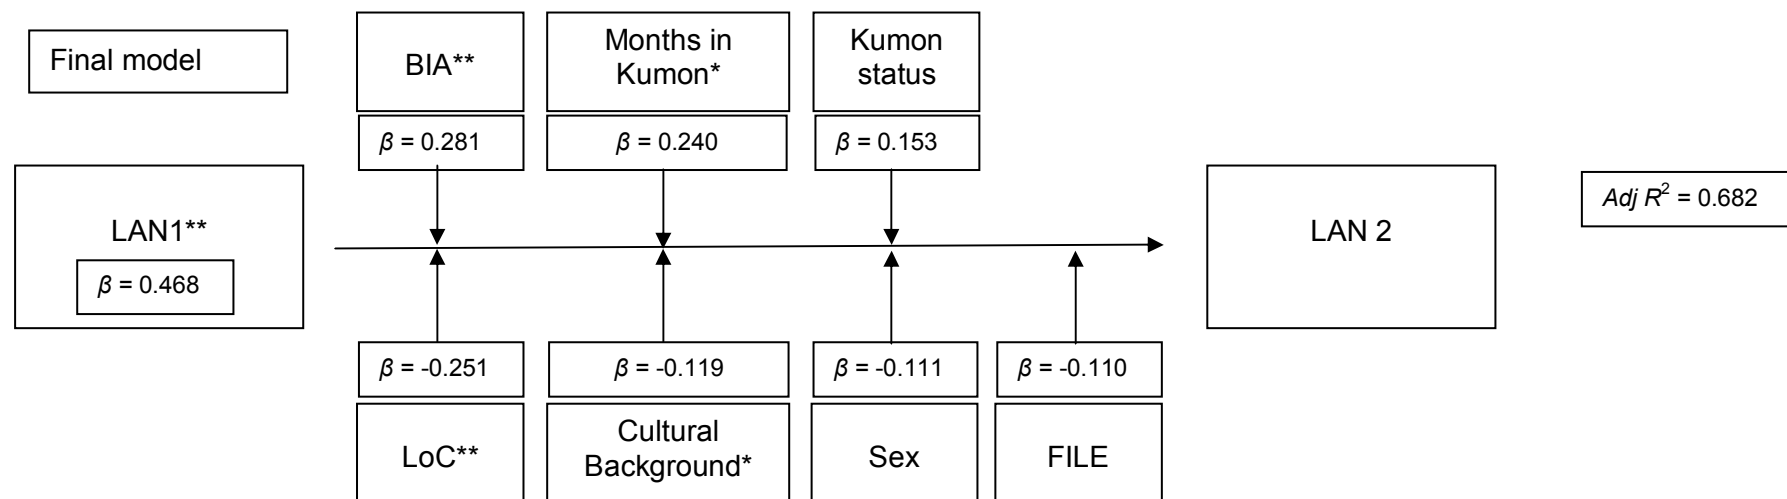 Final model
BIA**
Months in
Kumon*
Kumon
status
β = 0.281
β = 0.240
β = 0.153
LAN1**
β = 0.468
LAN 2
Adj R² = 0.682
β = -0.251
β = -0.119
β = -0.111
β = -0.110
LoC**
Cultural
Background*
Sex
FILE